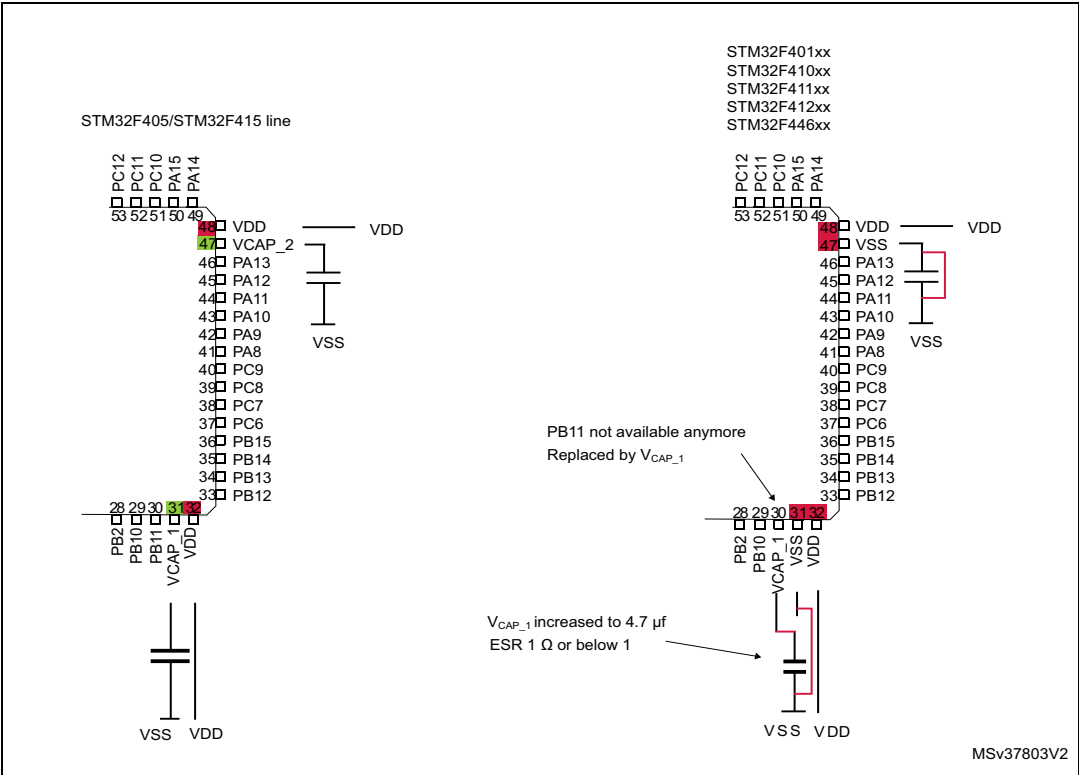 STM32F405/STM32F415 line
PC12
PC11
PC10
PA15
PA14
53 52 51 50 49
48 VDD
VDD
47 VCAP_2
46 PA13
45 PA12
44 PA11
43 PA10
42 PA9
41 PA8
40 PC9
39 PC8
38 PC7
37 PC6
36 PB15
35 PB14
34 PB13
33 PB12
VSS
28 29 30 31 32
PB2
PB10
PB11
VCAP_1
VDD
VSS VDD
STM32F401xx
STM32F410xx
STM32F411xx
STM32F412xx
STM32F446xx
PC12
PC11
PC10
PA15
PA14
53 52 51 50 49
48 VDD
VDD
47 VSS
46 PA13
45 PA12
44 PA11
43 PA10
42 PA9
41 PA8
40 PC9
39 PC8
38 PC7
37 PC6
36 PB15
35 PB14
34 PB13
33 PB12
VSS
PB11 not available anymore
Replaced by VCAP_1
28 29 30 31 32
PB2
PB10
VCAP_1
VSS
VDD
VCAP_1 increased to 4.7 µf
ESR 1 Ω or below 1
VSS VDD
MSv37803V2